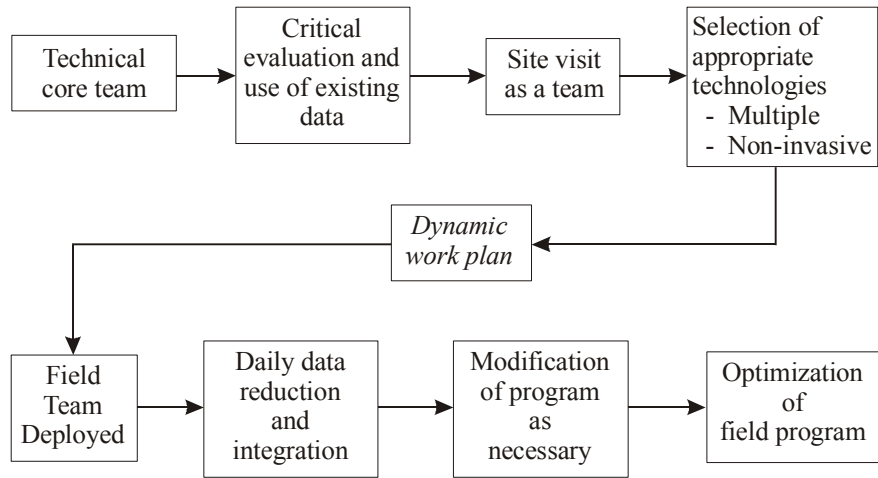 Technical
core team
Critical
evaluation and
use of existing
data
Site visit
as a team
Selection of
appropriate
technologies
- Multiple
- Non-invasive
Dynamic
work plan
Field
Team
Deployed
Daily data
reduction
and
integration
Modification
of program
as
necessary
Optimization
of
field program